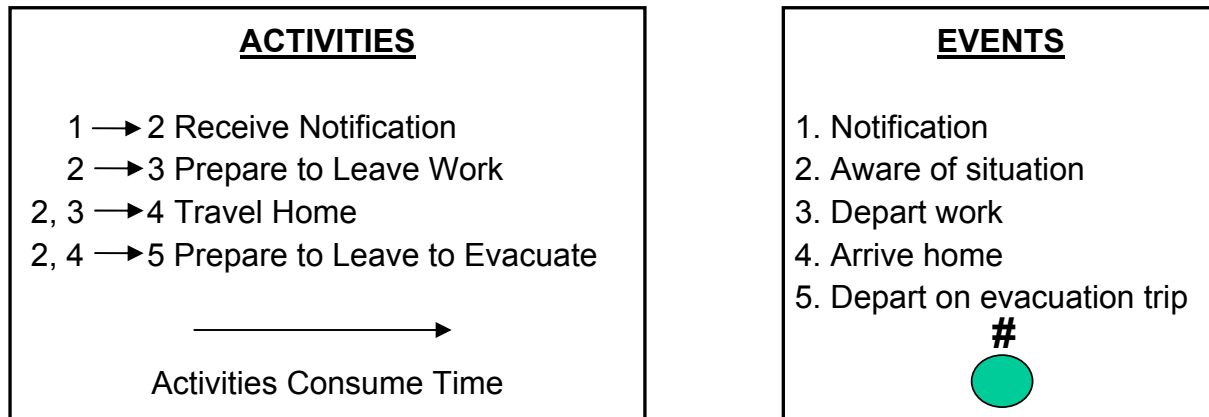 ACTIVITIES
1 → 2 Receive Notification
2 → 3 Prepare to Leave Work
2, 3 → 4 Travel Home
2, 4 → 5 Prepare to Leave to Evacuate
Activities Consume Time
EVENTS
1. Notification
2. Aware of situation
3. Depart work
4. Arrive home
5. Depart on evacuation trip
#